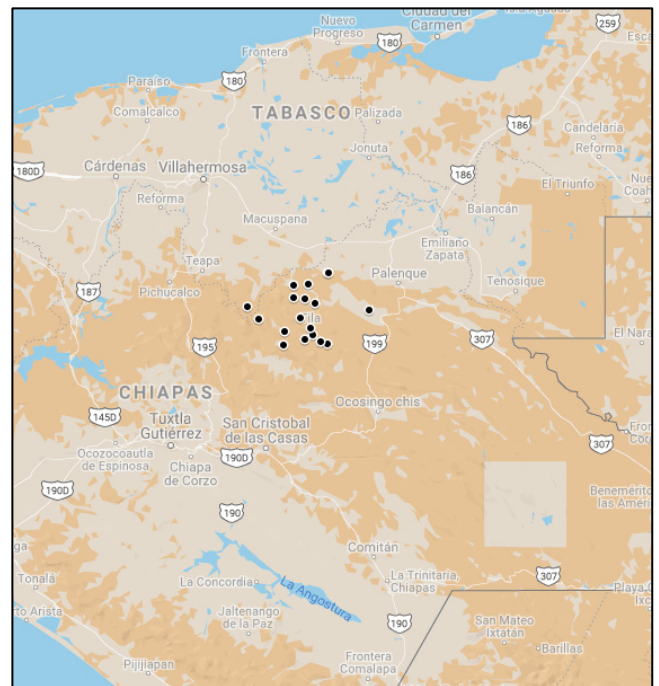 Ciudad del
Carmen
Nuevo
Progreso
180
259
Frontera
Paraíso
180
Comalcalco
TABASCO
Palizada
186
Candelaria
Reforma
Jonuta
180D
Cárdenas
Villahermosa
186
El Triunfo
Reforma
Balancán
Macuspana
Emiliano
Zapata
Teapa
Palenque
Tenosique
187
Pichucalco
195
199
307
CHIAPAS
Ocosingo chis
145D
Tuxtla
Gutiérrez
San Cristobal
de las Casas
307
Ocozocoautla
de Espinosa
Chiapa
de Corzo
190D
190D
190
Comitán
Tonalá
La Concordia
La Angostura
La Trinitaria,
Chiapas
307
Jaltenango
de la Paz
190
San Mateo
Ixtatán
Barillas
Pijijiapan
Frontera
Comalapa